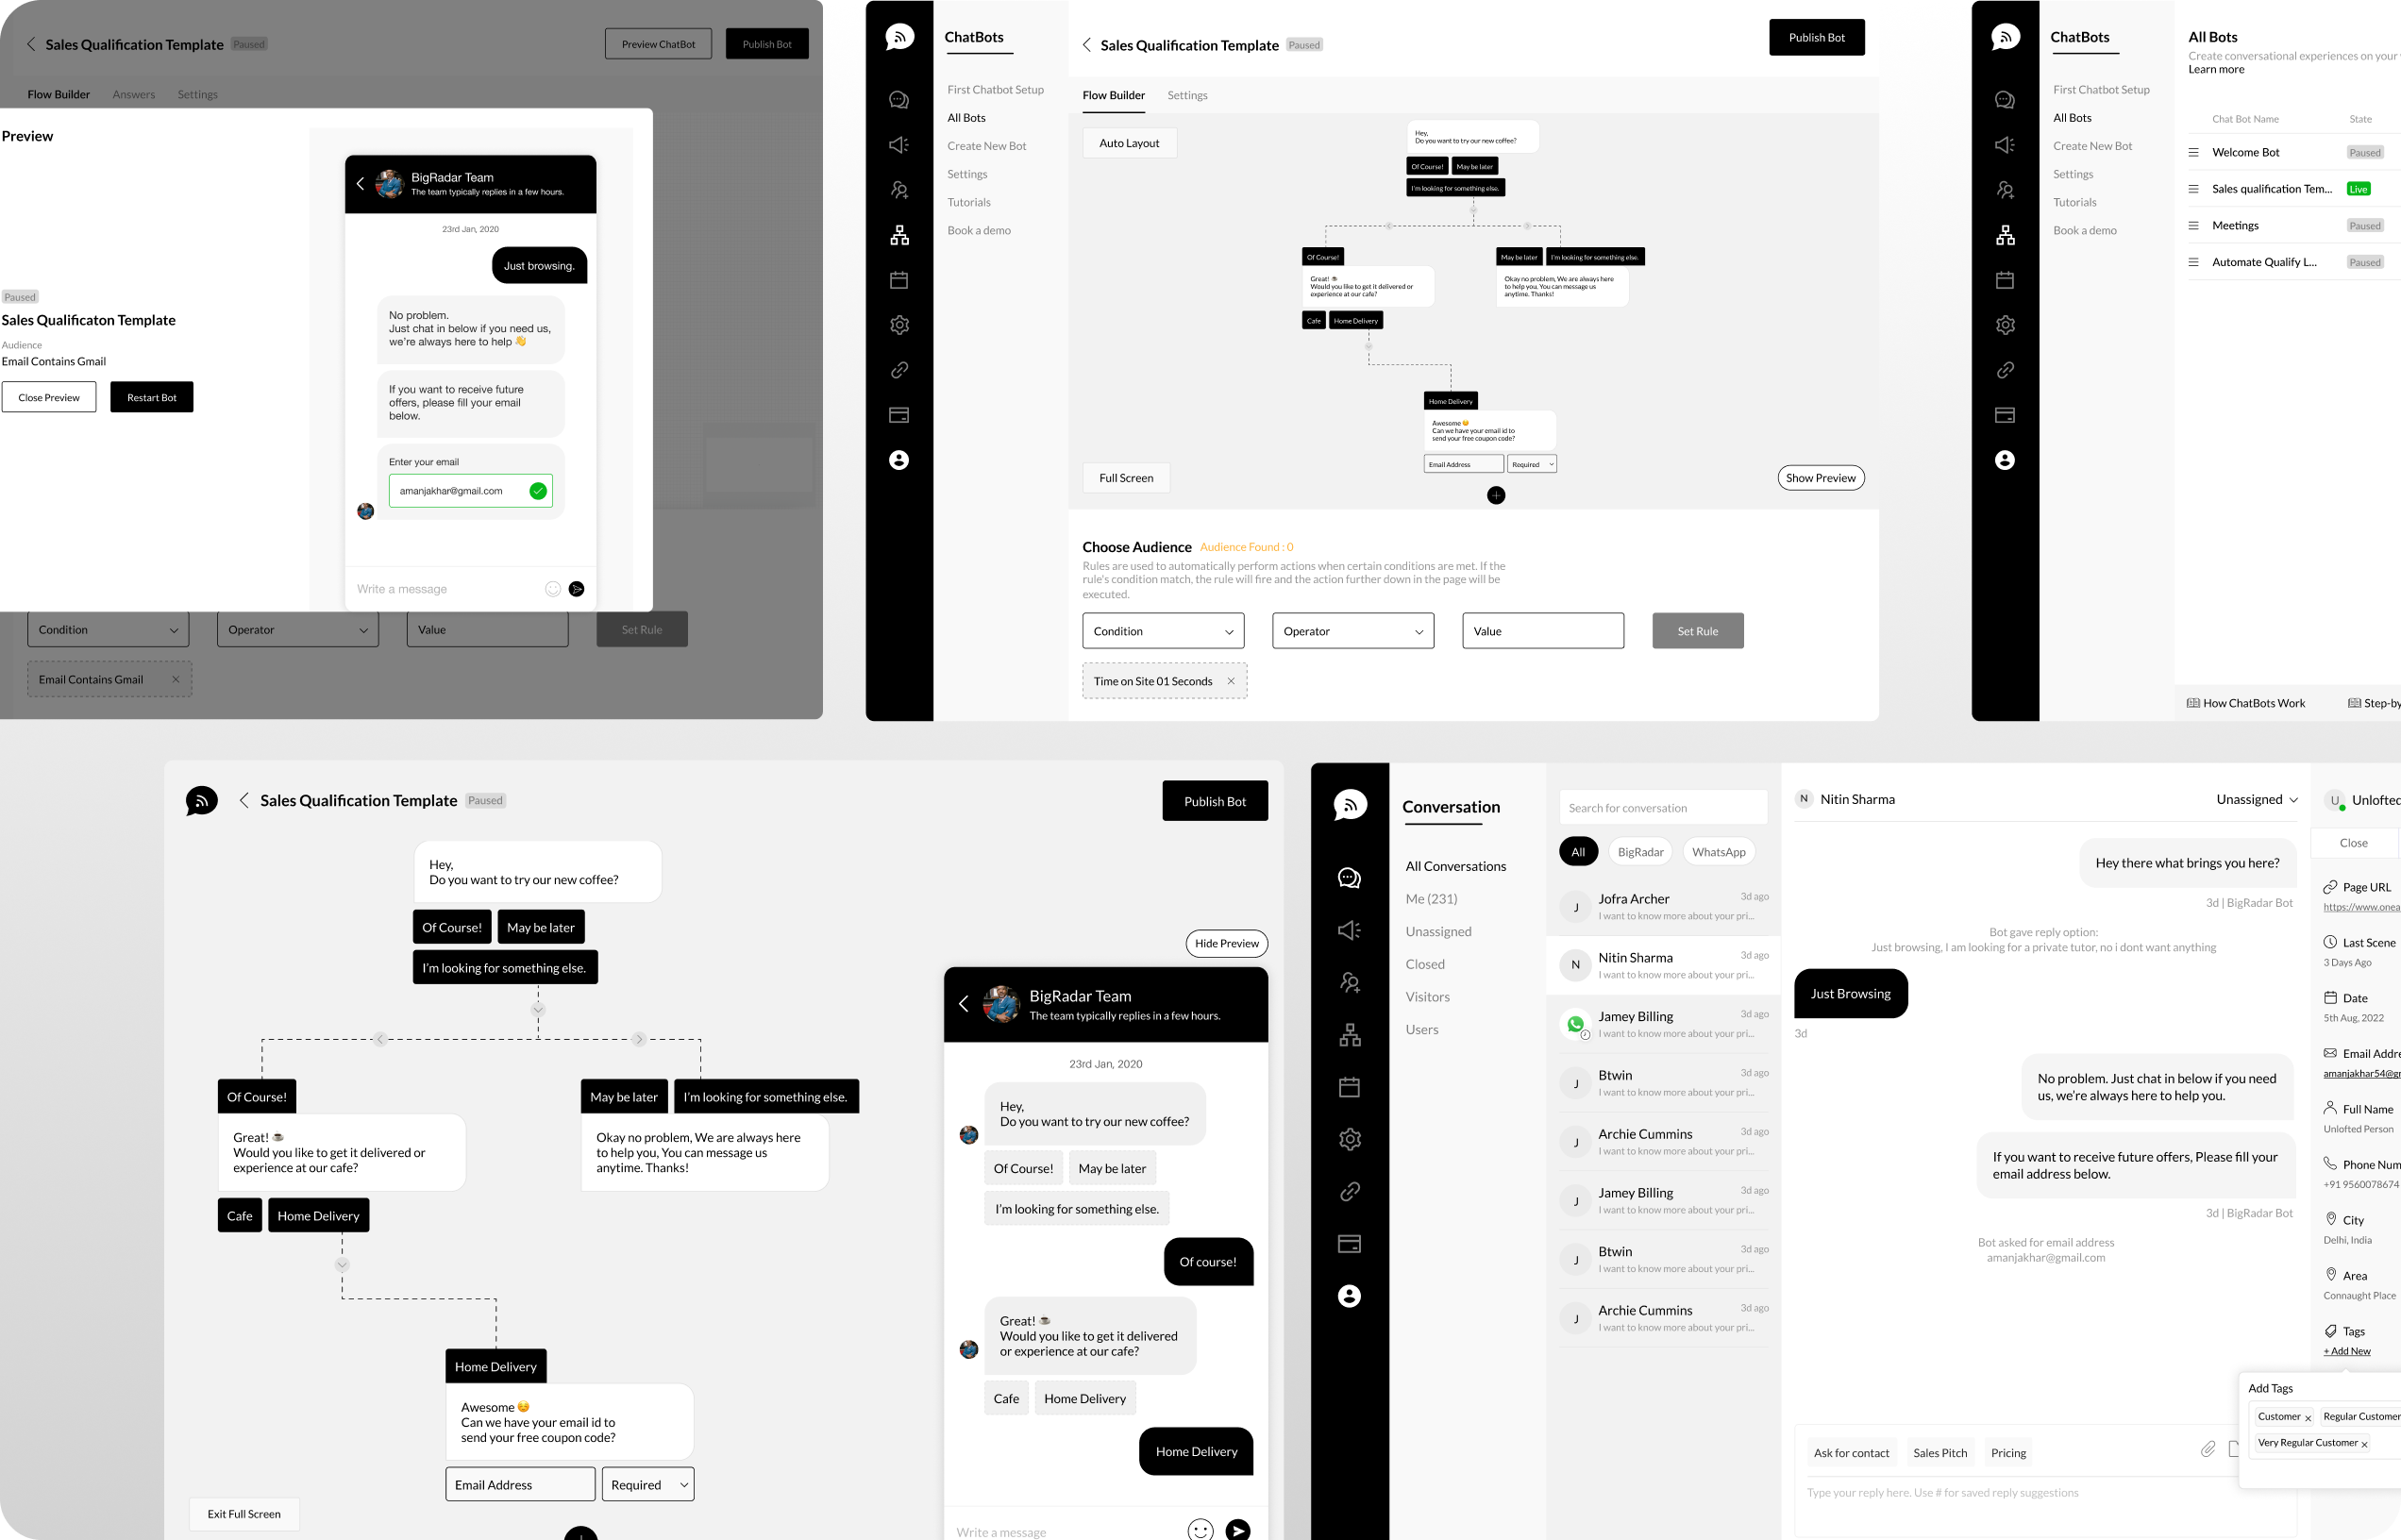 Sales Qualification Template
Paused
Preview ChatBot
Publish Bot
Flow Builder
Answers
Settings
Preview
Paused
Sales Qualificaton Template
Audience
Email Contains Gmail
Close Preview
Restart Bot
BigRadar Team
The team typically replies in a few hours.
23rd Jan, 2020
Just browsing.
No problem.
Just chat in below if you need us,
we're always here to help 👋
If you want to receive future
offers, please fill your email
below.
Enter your email
amanjakhar@gmail.com
Write a message
Condition
Operator
Value
Set Rule
Email Contains Gmail
ChatBots
First Chatbot Setup
All Bots
Create New Bot
Settings
Tutorials
Book a demo
Sales Qualification Template
Paused
Publish Bot
Flow Builder
Settings
Auto Layout
Hey,
Do you want to try our new coffee?
Of Course!
May be later
I'm looking for something else.
Of Course!
Great! ☕
Would you like to get it delivered or
experience at our cafe?
Cafe
Home Delivery
May be later
I'm looking for something else.
Okay no problem, We are always here
to help you, You can message us
anytime. Thanks!
Home Delivery
Awesome ☺️
Can we have your email id to
send your free coupon code?
Email Address
Required
Full Screen
Show Preview
Choose Audience
Audience Found : 0
Rules are used to automatically perform actions when certain conditions are met. If the
rule's condition match, the rule will fire and the action further down in the page will be
executed.
Condition
Operator
Value
Set Rule
Time on Site 01 Seconds
ChatBots
First Chatbot Setup
All Bots
Create New Bot
Settings
Tutorials
Book a demo
All Bots
Create conversational experiences on your
Learn more
Chat Bot Name
State
Welcome Bot
Paused
Sales qualification Tem...
Live
Meetings
Paused
Automate Qualify L...
Paused
How ChatBots Work
Step-by
Sales Qualification Template
Paused
Publish Bot
Hey,
Do you want to try our new coffee?
Of Course!
May be later
I'm looking for something else.
Of Course!
Great! ☕
Would you like to get it delivered or
experience at our cafe?
Cafe
Home Delivery
May be later
I'm looking for something else.
Okay no problem, We are always here
to help you, You can message us
anytime. Thanks!
Home Delivery
Awesome ☺️
Can we have your email id to
send your free coupon code?
Email Address
Required
Exit Full Screen
Hide Preview
BigRadar Team
The team typically replies in a few hours.
23rd Jan, 2020
Hey,
Do you want to try our new coffee?
Of Course!
May be later
I'm looking for something else.
Of course!
Great! ☕
Would you like to get it delivered
or experience at our cafe?
Cafe
Home Delivery
Home Delivery
Write a message
Conversation
All Conversations
Me (231)
Unassigned
Closed
Visitors
Users
Search for conversation
All
BigRadar
WhatsApp
J
Jofra Archer
3d ago
I want to know more about your pri...
N
Nitin Sharma
3d ago
I want to know more about your pri...
Jamey Billing
3d ago
I want to know more about your pri...
J
Btwin
3d ago
I want to know more about your pri...
J
Archie Cummins
3d ago
I want to know more about your pri...
J
Jamey Billing
3d ago
I want to know more about your pri...
J
Btwin
3d ago
I want to know more about your pri...
J
Archie Cummins
3d ago
I want to know more about your pri...
N
Nitin Sharma
Unassigned
Hey there what brings you here?
3d | BigRadar Bot
Bot gave reply option:
Just browsing, I am looking for a private tutor, no i dont want anything
Just Browsing
3d
No problem. Just chat in below if you need
us, we're always here to help you.
If you want to receive future offers, Please fill your
email address below.
3d | BigRadar Bot
Bot asked for email address
amanjakhar@gmail.com
Ask for contact
Sales Pitch
Pricing
Type your reply here. Use # for saved reply suggestions
U
Unlofted
Close
Page URL
https://www.onea
Last Scene
3 Days Ago
Date
5th Aug, 2022
Email Addre
amanjakhar54@gr
Full Name
Unlofted Person
Phone Num
+91 9560078674
City
Delhi, India
Area
Connaught Place
Tags
+ Add New
Add Tags
Customer
Regular Customer
Very Regular Customer